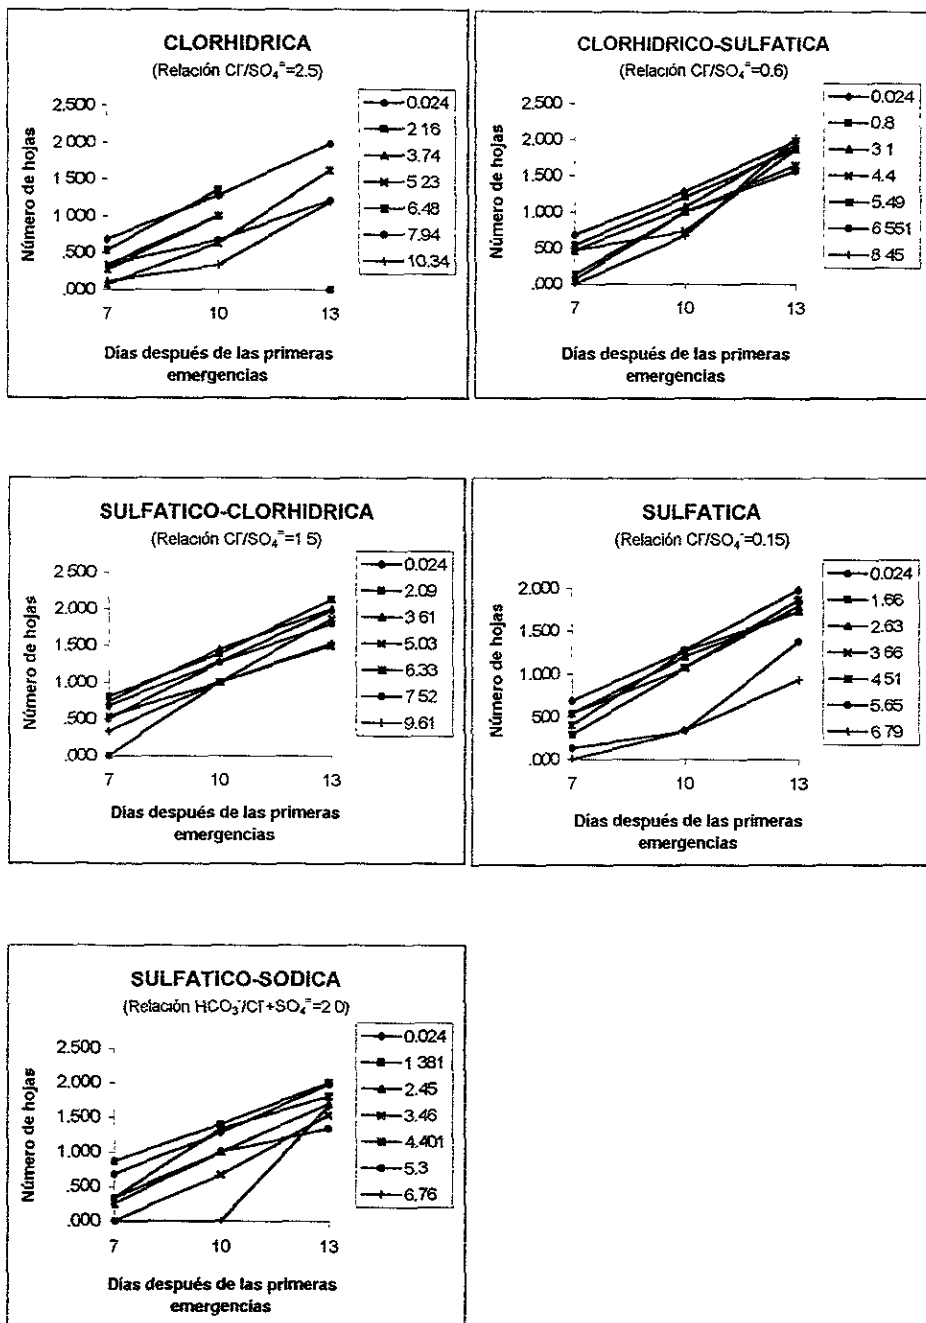 CLORHIDRICA
(Relación Cl⁻/SO₄⁼=2.5)
Número de hojas
2.500
2.000
1.500
1.000
.500
.000
7 10 13
Días después de las primeras
emergencias
0.024
2.16
3.74
5.23
6.48
7.94
10.34
CLORHIDRICO-SULFATICA
(Relación Cl⁻/SO₄⁼=0.6)
Número de hojas
2.500
2.000
1.500
1.000
.500
.000
7 10 13
Días después de las primeras
emergencias
0.024
0.8
3.1
4.4
5.49
6.551
8.45
SULFATICO-CLORHIDRICA
(Relación Cl⁻/SO₄⁼=1.5)
Número de hojas
2.500
2.000
1.500
1.000
.500
.000
7 10 13
Días después de las primeras
emergencias
0.024
2.09
3.61
5.03
6.33
7.52
9.61
SULFATICA
(Relación Cl⁻/SO₄⁼=0.15)
Número de hojas
2.000
1.500
1.000
500
.000
7 10 13
Días después de las primeras
emergencias
0.024
1.66
2.63
3.66
4.51
5.65
6.79
SULFATICO-SODICA
(Relación HCO₃⁻/Cl⁻+SO₄⁼=2.0)
Número de hojas
2.500
2.000
1.500
1.000
.500
.000
7 10 13
Días después de las primeras
emergencias
0.024
1.381
2.45
3.46
4.401
5.3
6.76